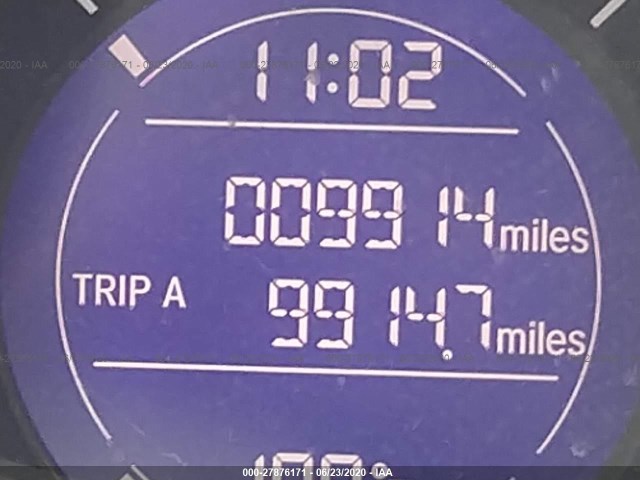 11:02
009914 miles
TRIP A 9914.7 miles
000-27876171 - 06/23/2020 - IAA